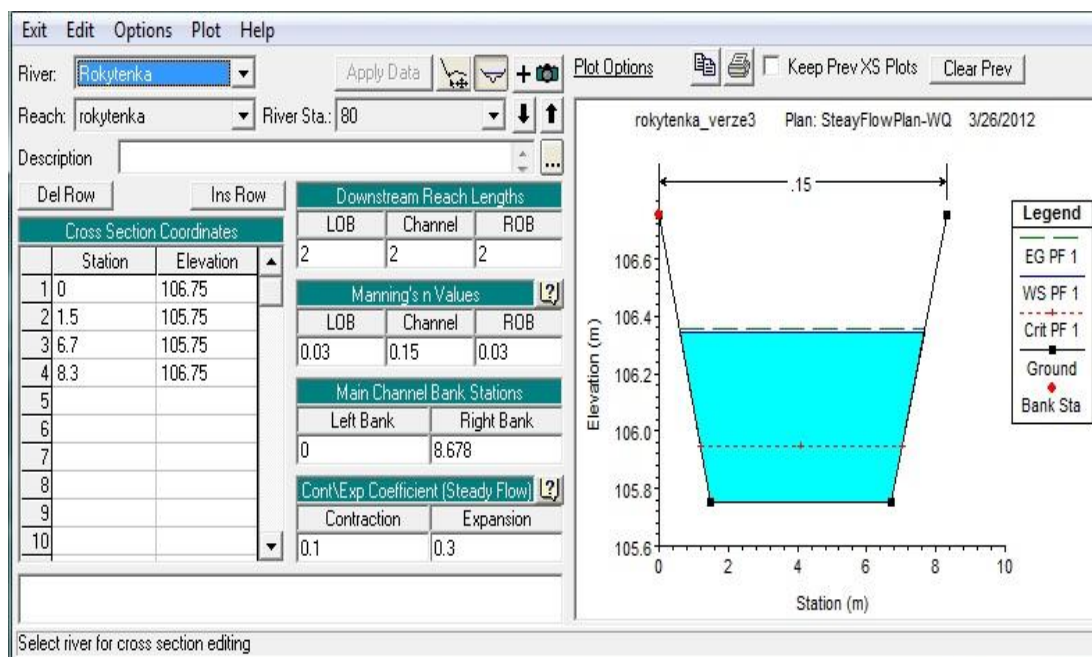 Exit Edit Options Plot Help
River: Rokytenka Apply Data + Plot Options Keep Prev XS Plots Clear Prev
Reach: rokytenka River Sta.: 80
Description ...
Del Row Ins Row
Cross Section Coordinates
Station Elevation
1 0 106.75
2 1.5 105.75
3 6.7 105.75
4 8.3 106.75
5
6
7
8
9
10
Downstream Reach Lengths
LOB Channel ROB
2 2 2
Manning's n Values
LOB Channel ROB
0.03 0.15 0.03
Main Channel Bank Stations
Left Bank Right Bank
0 8.678
Cont\Exp Coefficient (Steady Flow)
Contraction Expansion
0.1 0.3
Select river for cross section editing
rokytenka_verze3 Plan: SteayFlowPlan-WQ 3/26/2012
.15
Elevation (m)
106.6
106.4
106.2
106.0
105.8
105.6
0 2 4 6 8 10
Station (m)
Legend
EG PF 1
WS PF 1
Crit PF 1
Ground
Bank Sta